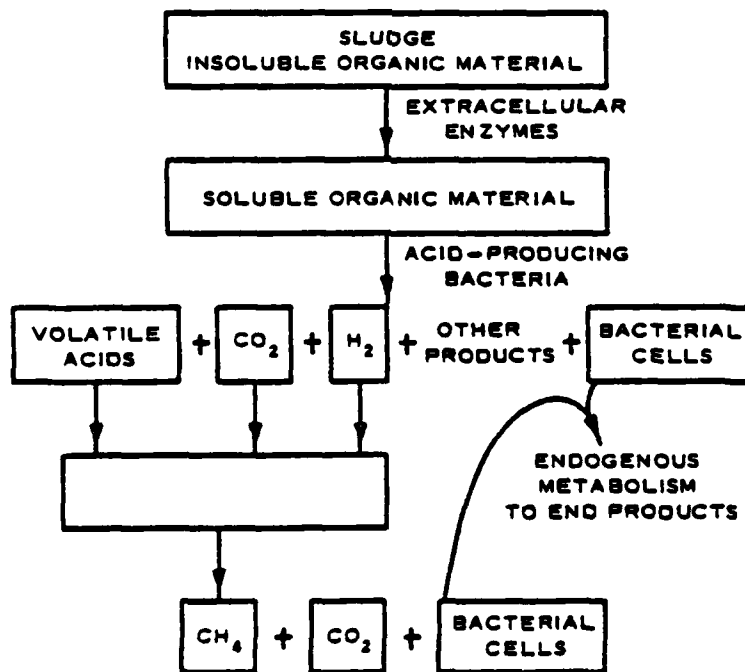 SLUDGE
INSOLUBLE ORGANIC MATERIAL
EXTRACELLULAR
ENZYMES
SOLUBLE ORGANIC MATERIAL
ACID-PRODUCING
BACTERIA
VOLATILE
ACIDS
+ CO₂ + H₂ +
OTHER
PRODUCTS
+
BACTERIAL
CELLS
ENDOGENOUS
METABOLISM
TO END PRODUCTS
CH₄ + CO₂ +
BACTERIAL
CELLS